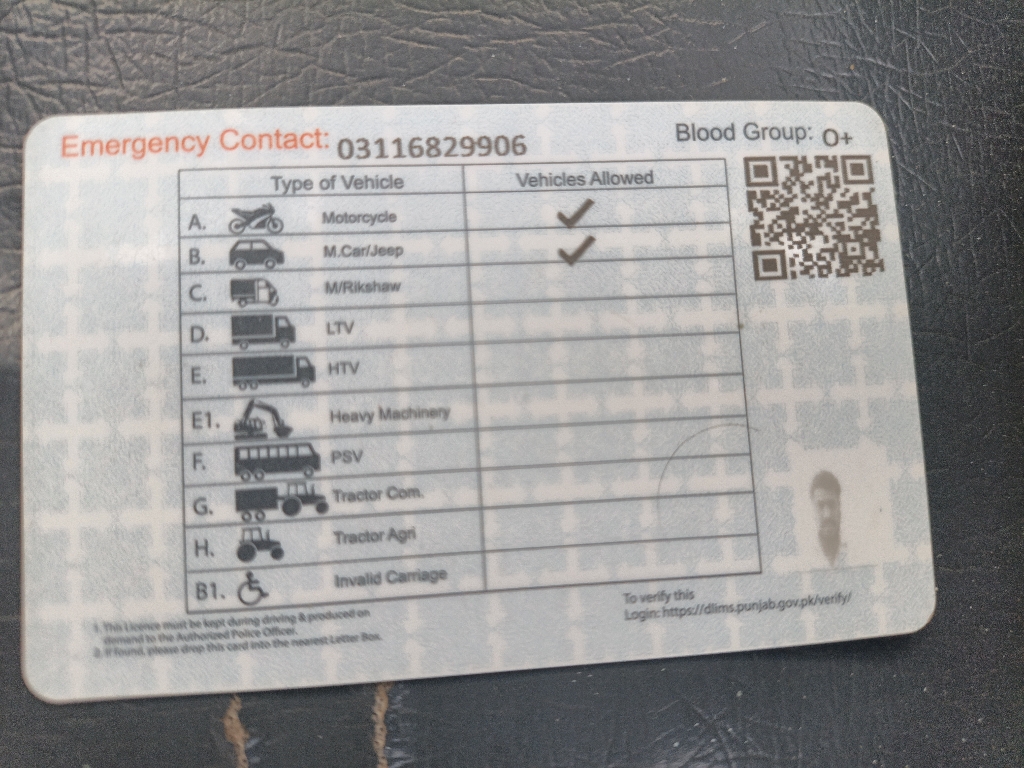 Emergency Contact: 03116829906
Blood Group: O+
Type of Vehicle Vehicles Allowed
A. Motorcycle ✓
B. M.Car/Jeep ✓
C. M/Rikshaw
D. LTV
E. HTV
E1. Heavy Machinery
F. PSV
G. Tractor Com.
H. Tractor Agri
B1. Invalid Carriage
1. This Licence must be kept during driving & produced on
demand to the Authorized Police Officer.
2. If found, please drop this card into the nearest Letter Box.
To verify this
Login: https://dlims.punjab.gov.pk/verify/